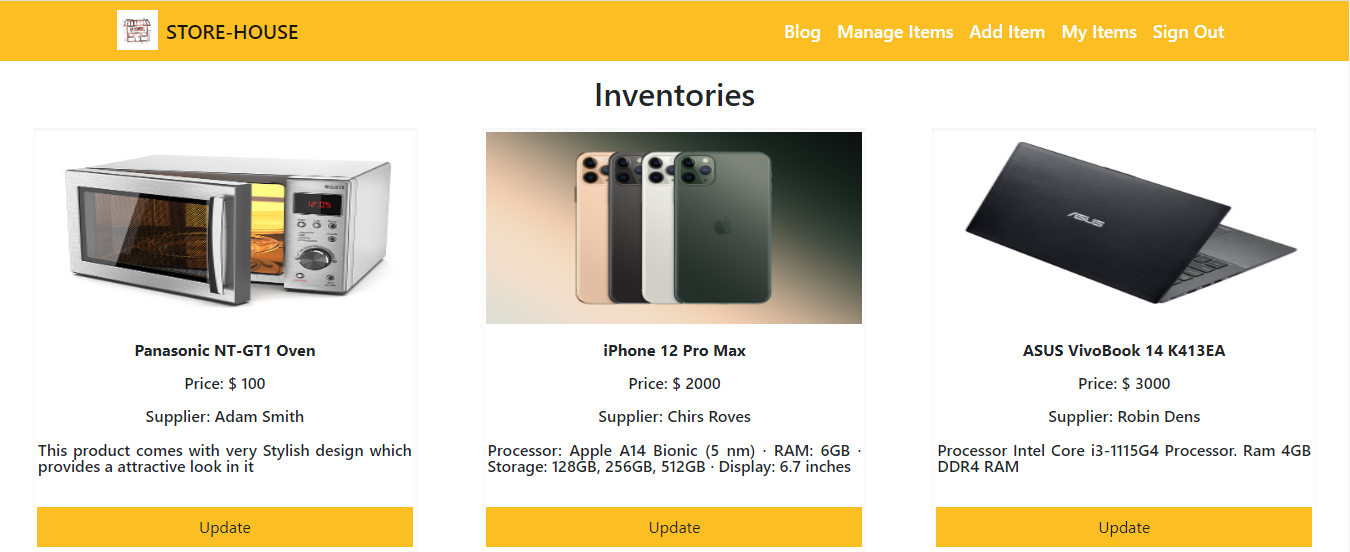 STORE-HOUSE
Blog Manage Items Add Item My Items Sign Out
Inventories
12:05
ASUS
Panasonic NT-GT1 Oven
Price: $ 100
Supplier: Adam Smith
This product comes with very Stylish design which
provides a attractive look in it
Update
iPhone 12 Pro Max
Price: $ 2000
Supplier: Chirs Roves
Processor: Apple A14 Bionic (5 nm) · RAM: 6GB ·
Storage: 128GB, 256GB, 512GB · Display: 6.7 inches
Update
ASUS VivoBook 14 K413EA
Price: $ 3000
Supplier: Robin Dens
Processor Intel Core i3-1115G4 Processor. Ram 4GB
DDR4 RAM
Update